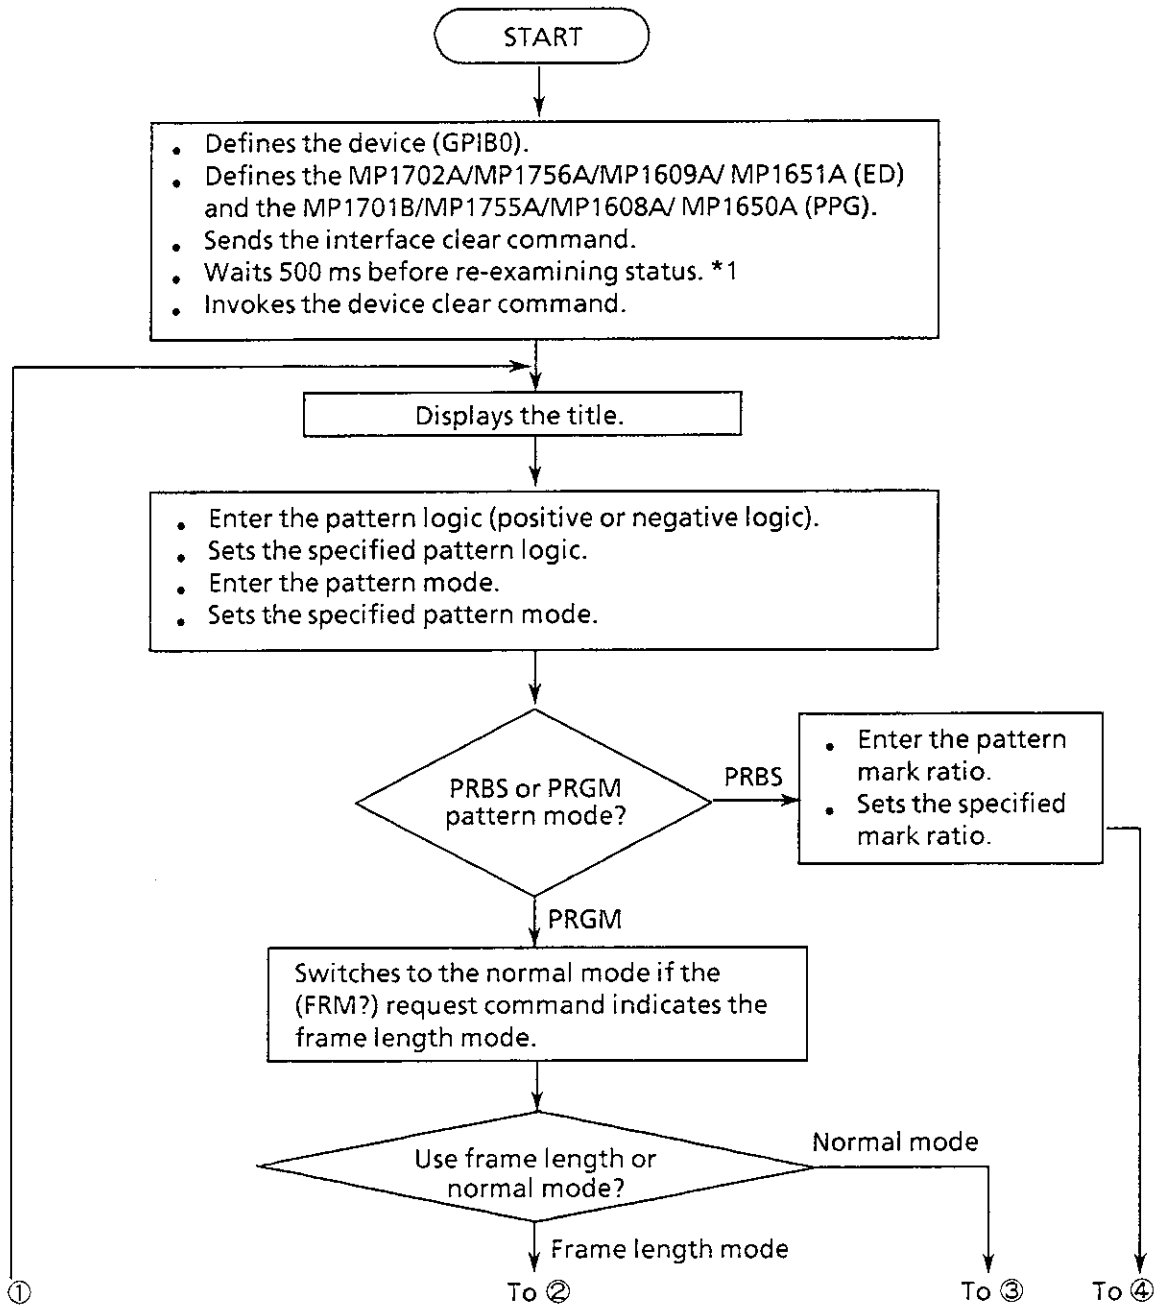 START
• Defines the device (GPIB0).
• Defines the MP1702A/MP1756A/MP1609A/ MP1651A (ED)
and the MP1701B/MP1755A/MP1608A/ MP1650A (PPG).
• Sends the interface clear command.
• Waits 500 ms before re-examining status. *1
• Invokes the device clear command.
Displays the title.
• Enter the pattern logic (positive or negative logic).
• Sets the specified pattern logic.
• Enter the pattern mode.
• Sets the specified pattern mode.
PRBS or PRGM
pattern mode?
PRBS
• Enter the pattern
mark ratio.
• Sets the specified
mark ratio.
PRGM
Switches to the normal mode if the
(FRM?) request command indicates the
frame length mode.
Use frame length or
normal mode?
Normal mode
Frame length mode
①
To ②
To ③
To ④